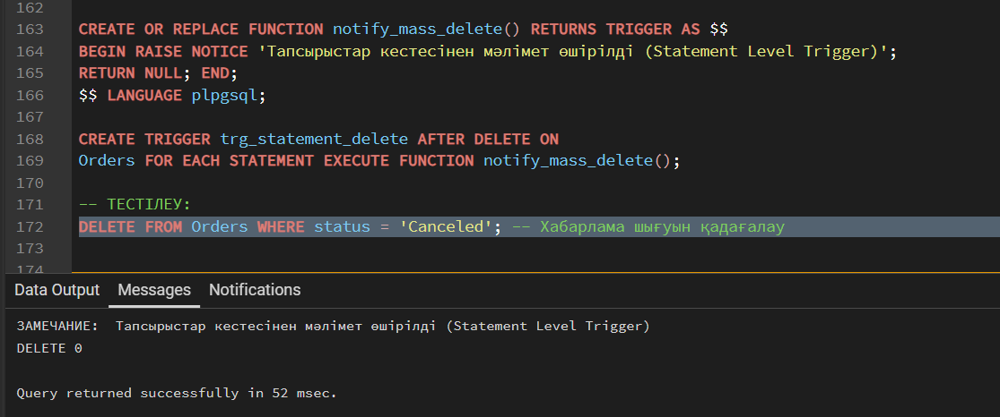 162
163 CREATE OR REPLACE FUNCTION notify_mass_delete() RETURNS TRIGGER AS $$
164 BEGIN RAISE NOTICE 'Тапсырыстар кестесінен мәлімет өшірілді (Statement Level Trigger)';
165 RETURN NULL; END;
166 $$ LANGUAGE plpgsql;
167
168 CREATE TRIGGER trg_statement_delete AFTER DELETE ON
169 Orders FOR EACH STATEMENT EXECUTE FUNCTION notify_mass_delete();
170
171 -- ТЕСТІЛЕУ:
172 DELETE FROM Orders WHERE status = 'Canceled'; -- Хабарлама шығуын қадағалау
173
174
Data Output Messages Notifications
ЗАМЕЧАНИЕ: Тапсырыстар кестесінен мәлімет өшірілді (Statement Level Trigger)
DELETE 0
Query returned successfully in 52 msec.